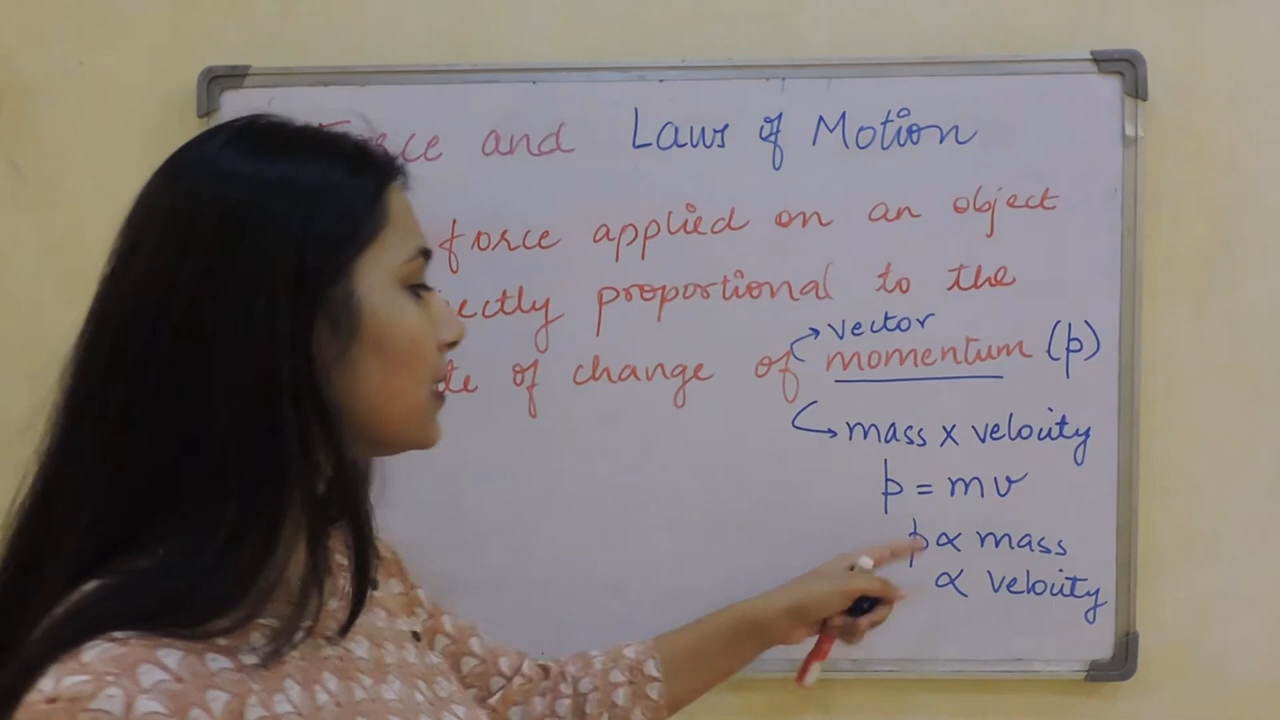 and Laws of Motion
force applied on an object
proportional to the
vector
of change of momentum (p)
mass x velocity
p = mv
p ∝ mass
∝ velocity